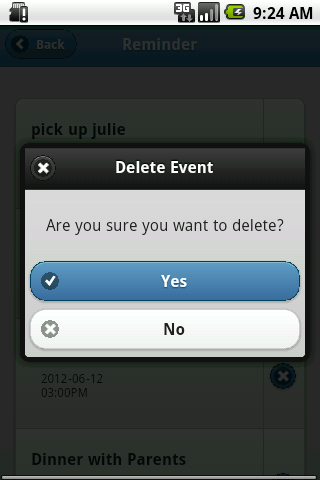 3G
9:24 AM
Back
Reminder
pick up julie
Delete Event
Are you sure you want to delete?
Yes
No
2012-06-12
03:00PM
Dinner with Parents